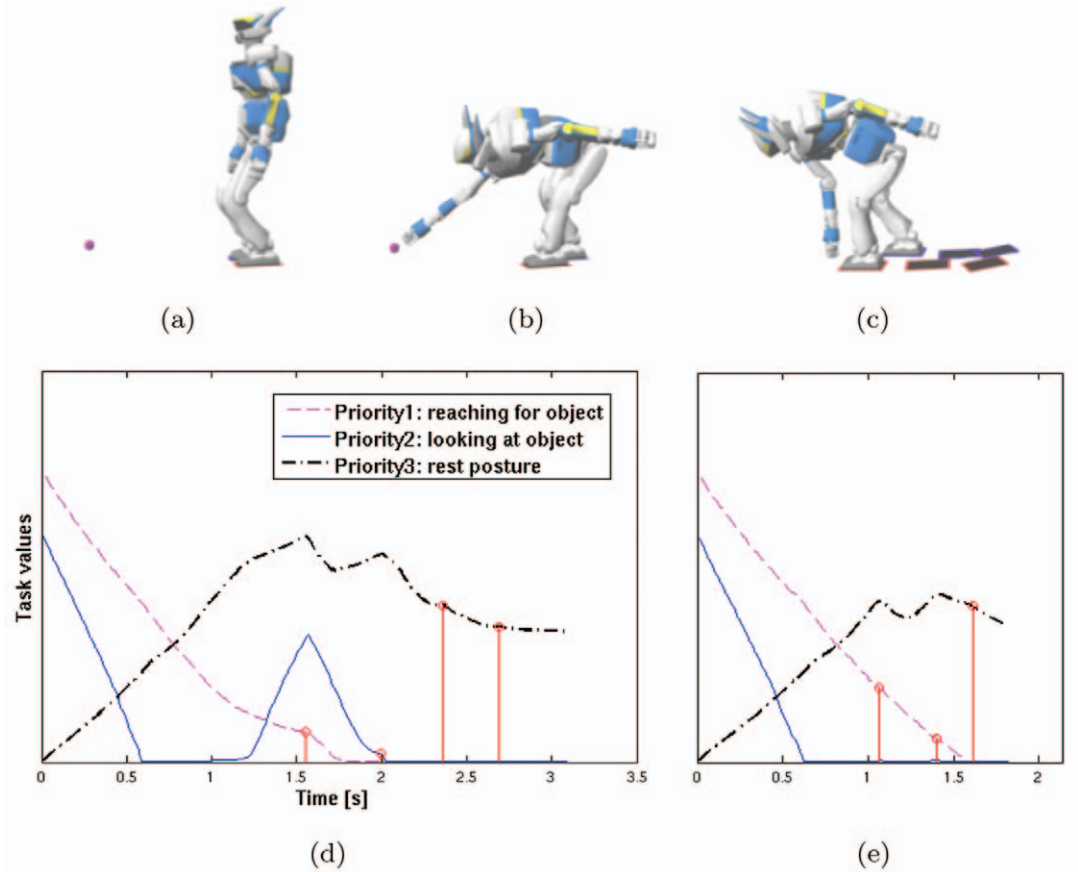 (a)
(b)
(c)
Priority1: reaching for object
Priority2: looking at object
Priority3: rest posture
Task values
0
0.5
1
1.5
2
2.5
3
3.5
Time [s]
0
0.5
1
1.5
2
(d)
(e)